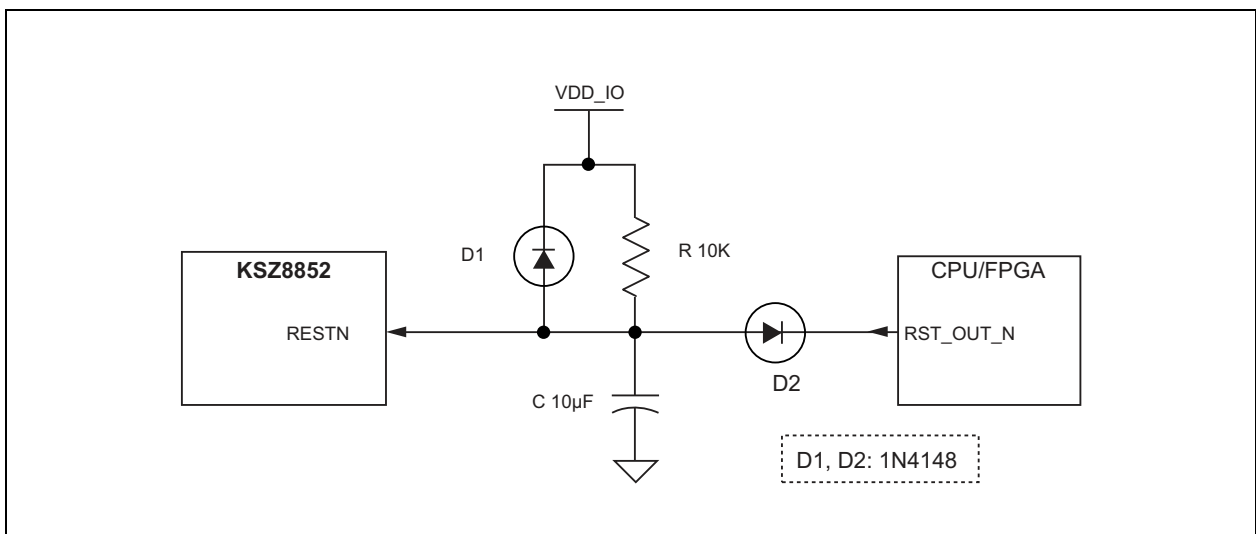 VDD_IO
D1
R 10K
KSZ8852
CPU/FPGA
RESTN
RST_OUT_N
D2
C 10µF
D1, D2: 1N4148